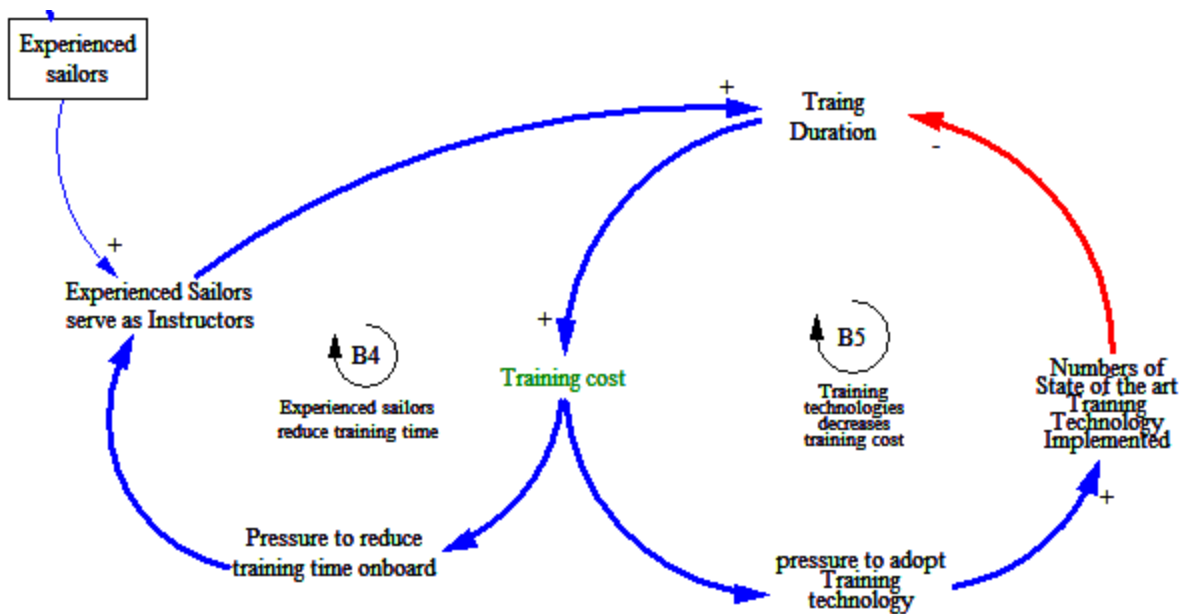 Experienced
sailors
+
Traing
Duration
-
+
Experienced Sailors
serve as Instructors
+
B4
Experienced sailors
reduce training time
Training cost
B5
Training
technologies
decreases
training cost
Numbers of
State of the art
Training
Technology
Implemented
+
Pressure to reduce
training time onboard
pressure to adopt
Training
technology